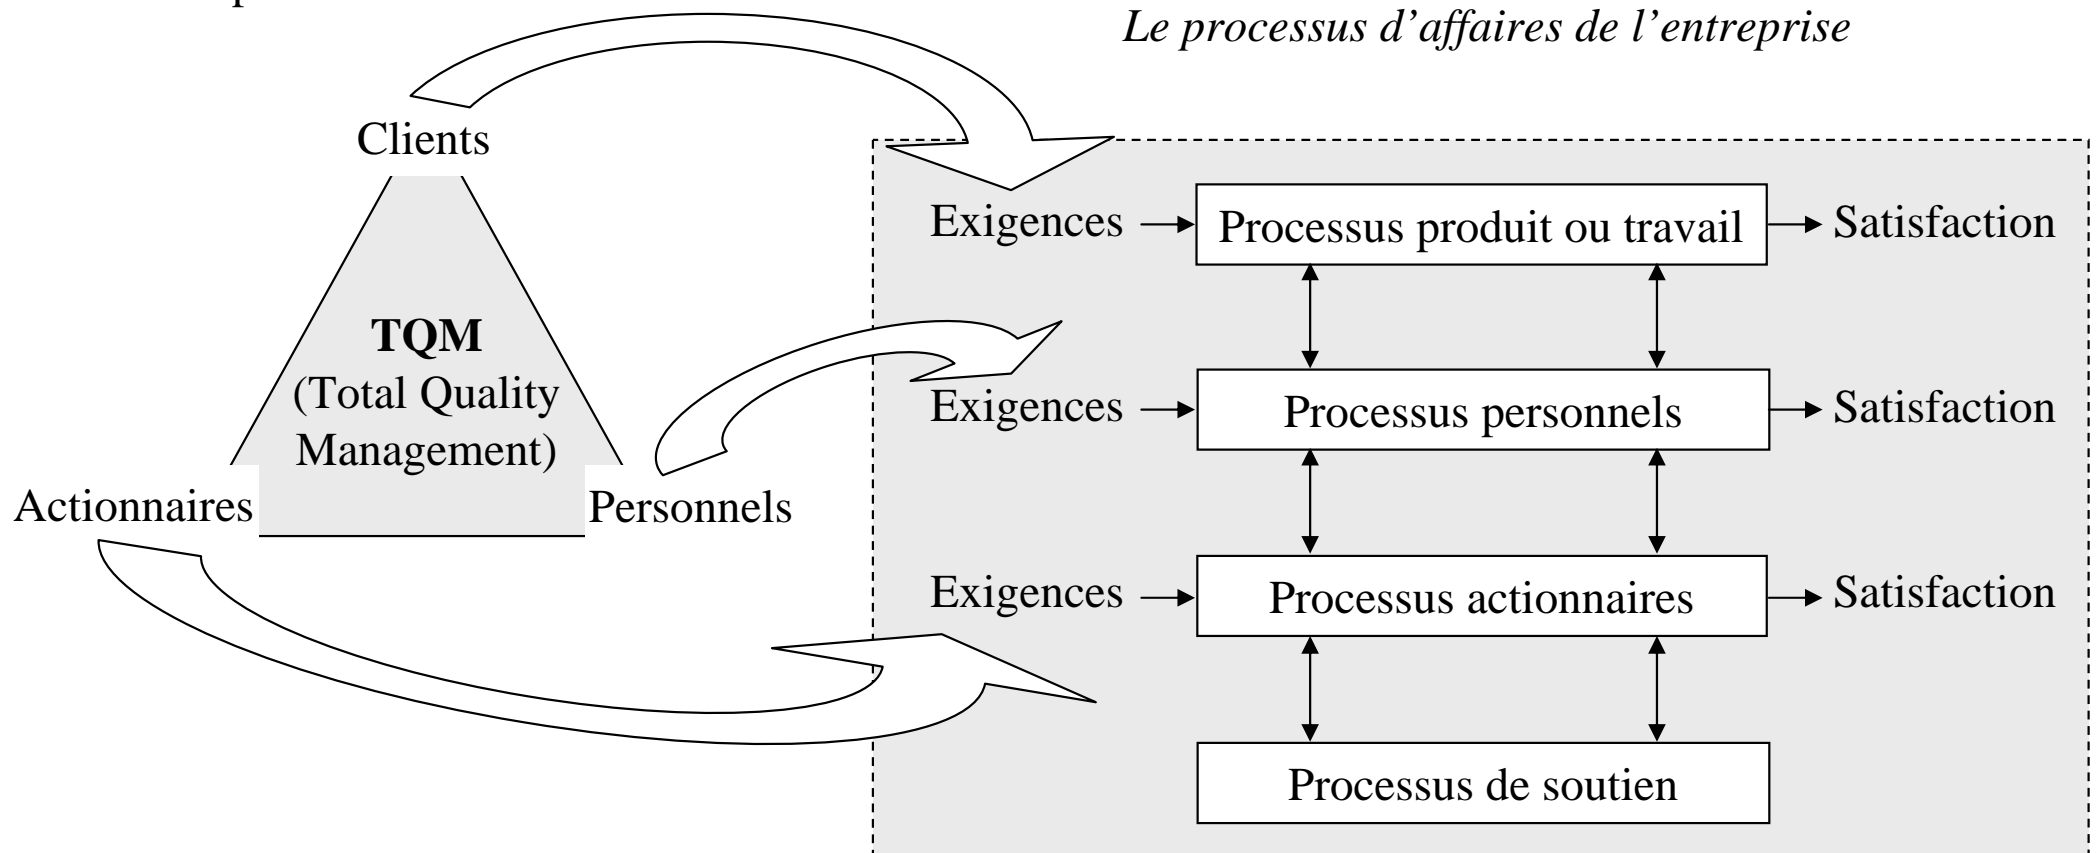 Le processus d’affaires de l’entreprise
Clients
TQM
(Total Quality
Management)
Actionnaires
Personnels
Exigences
Processus produit ou travail
Satisfaction
Exigences
Processus personnels
Satisfaction
Exigences
Processus actionnaires
Satisfaction
Processus de soutien